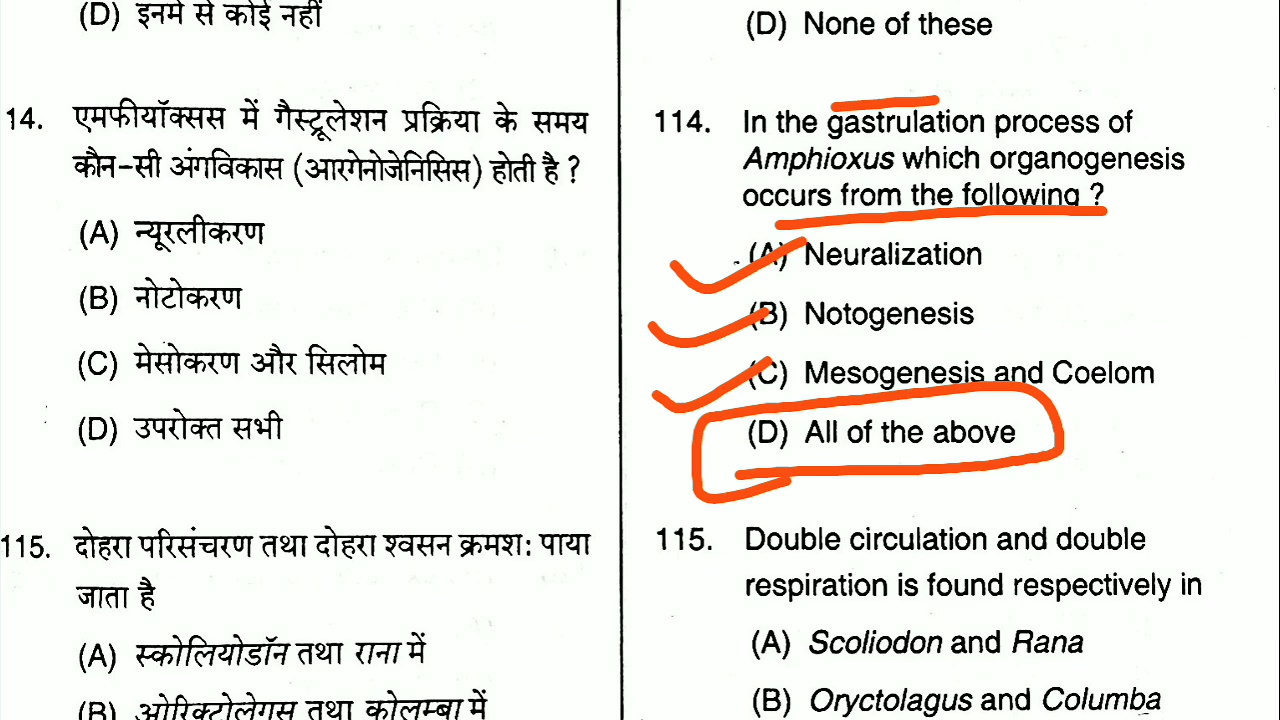 (D) इनमें से कोई नहीं
14. एमफीयॉक्सस में गैस्ट्रूलेशन प्रक्रिया के समय
कौन-सी अंगविकास (आरगेनोजेनिसिस) होती है ?
(A) न्यूरलीकरण
(B) नोटोकरण
(C) मेसोकरण और सिलोम
(D) उपरोक्त सभी
115. दोहरा परिसंचरण तथा दोहरा श्वसन क्रमश: पाया
जाता है
(A) स्कोलियोडॉन तथा राना में
(B) ओरिक्टोलेगस तथा कोलम्बा में
(D) None of these
114. In the gastrulation process of
Amphioxus which organogenesis
occurs from the following ?
(A) Neuralization
(B) Notogenesis
(C) Mesogenesis and Coelom
(D) All of the above
115. Double circulation and double
respiration is found respectively in
(A) Scoliodon and Rana
(B) Oryctolagus and Columba